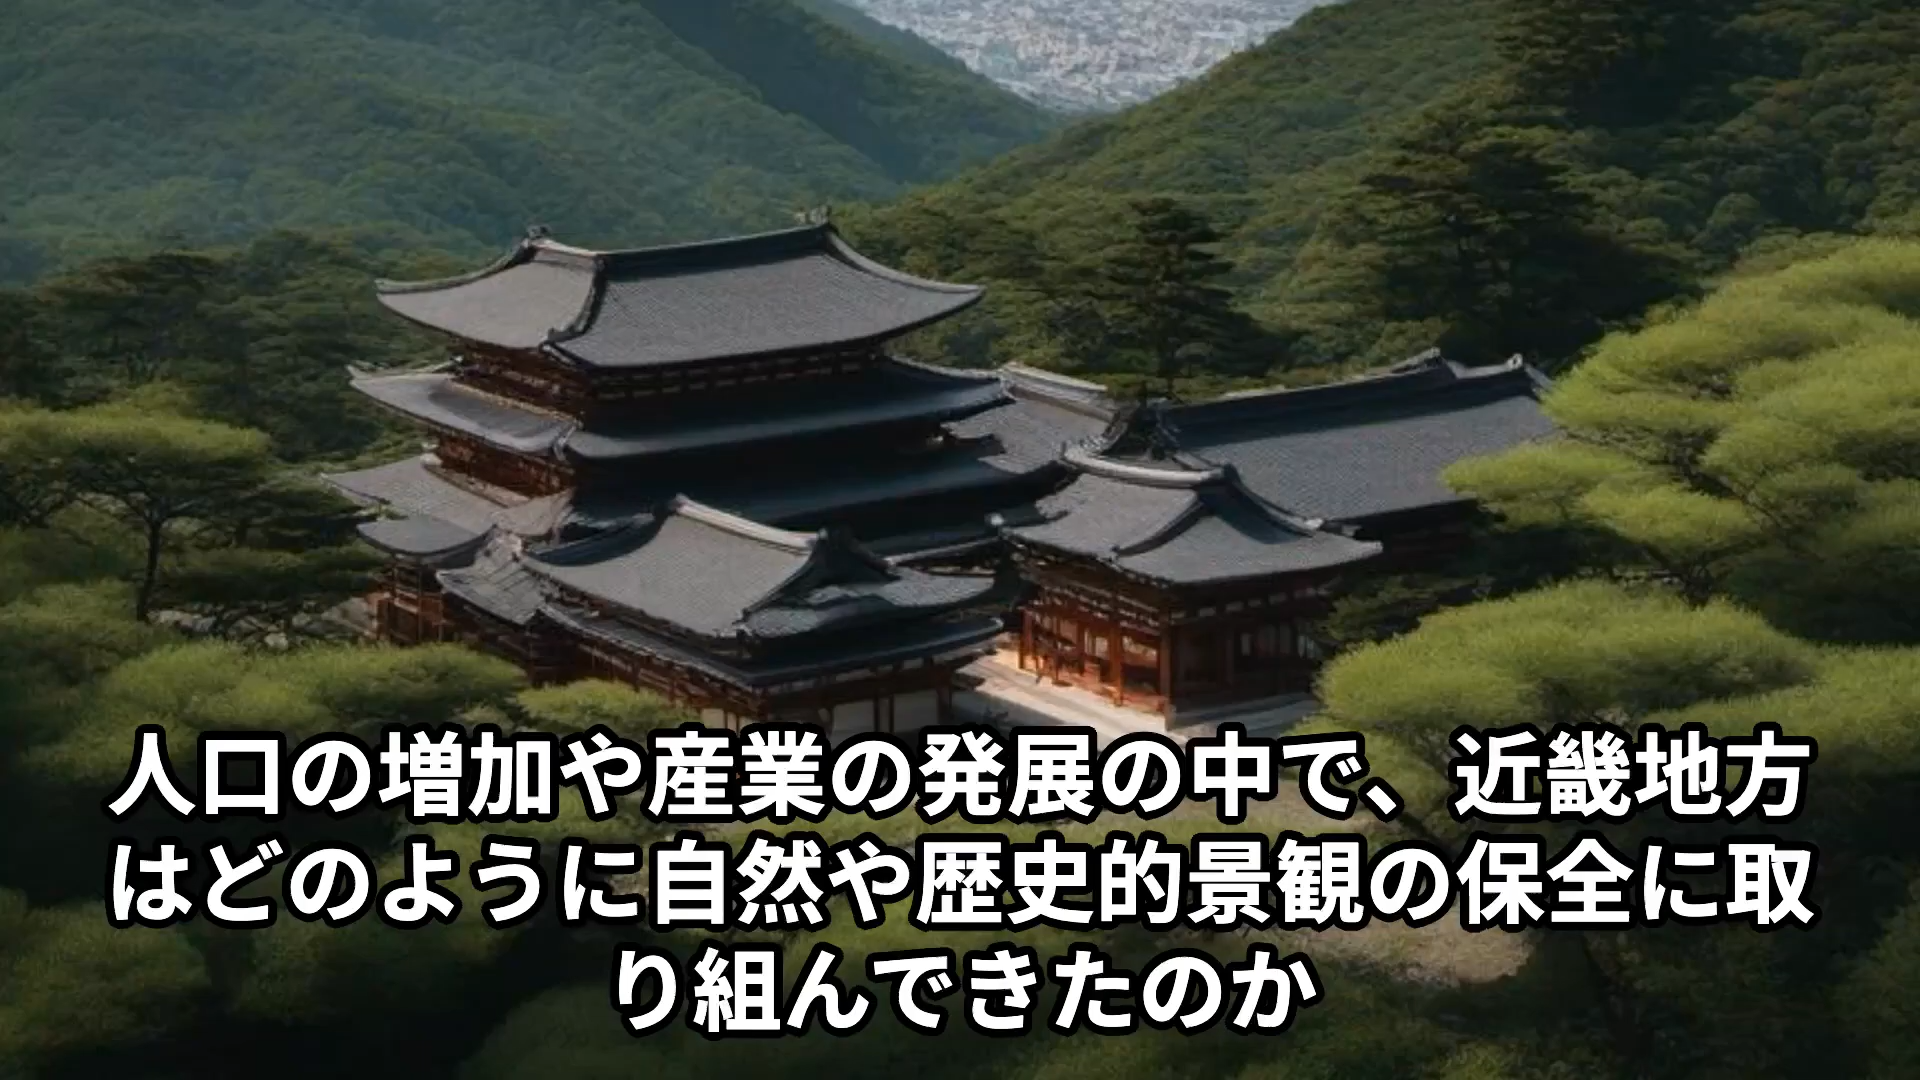 人口の増加や産業の発展の中で、近畿地方
はどのように自然や歴史的景観の保全に取
り組んできたのか